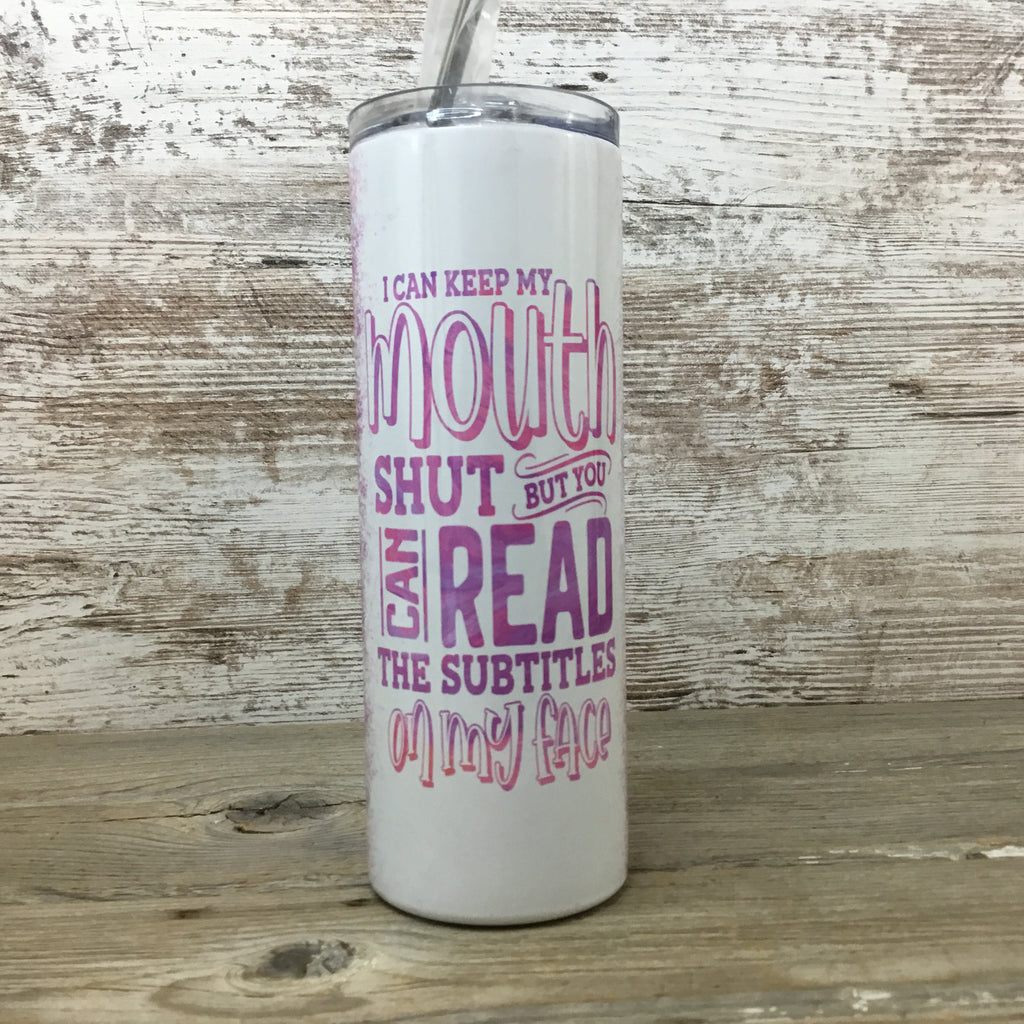 I CAN KEEP MY
mouth
SHUT BUT YOU
CAN READ
THE SUBTITLES
on my face